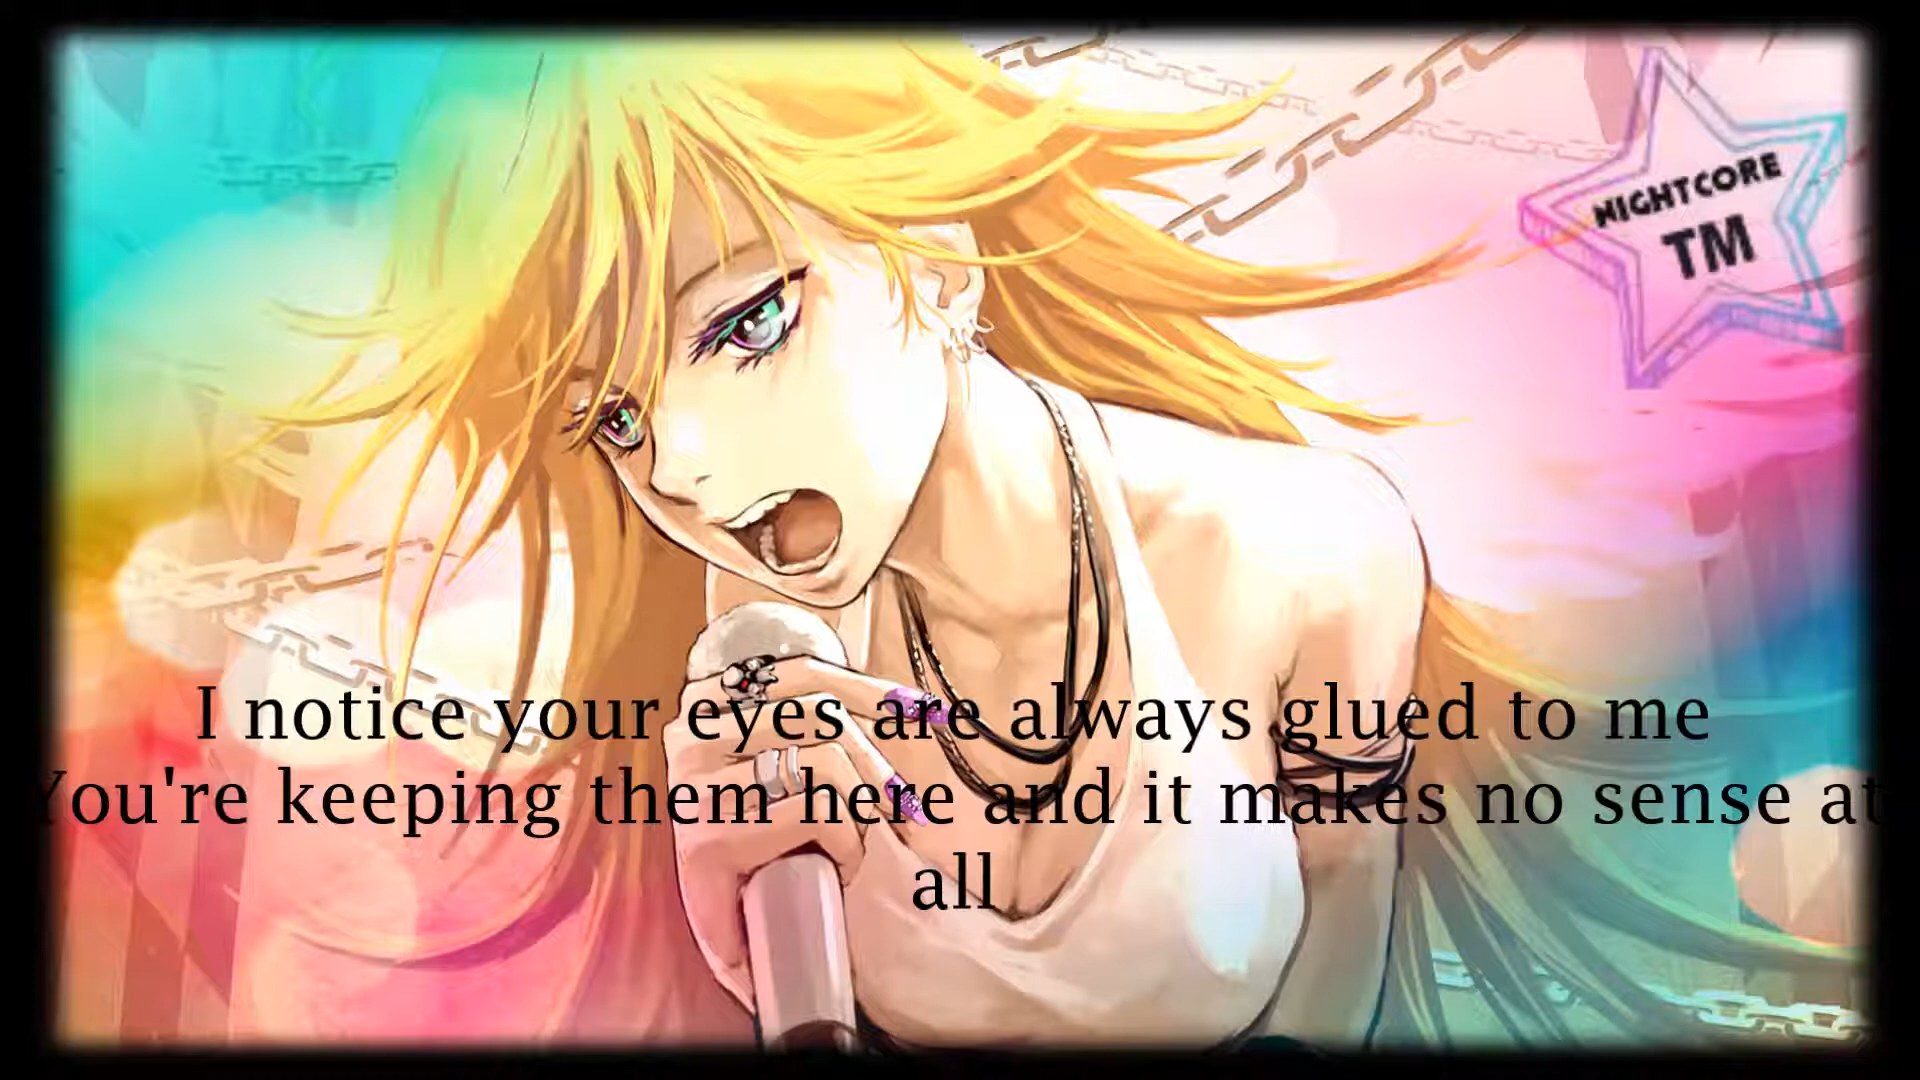 NIGHTCORE
TM
I notice your eyes are always glued to me
You're keeping them here and it makes no sense at
all